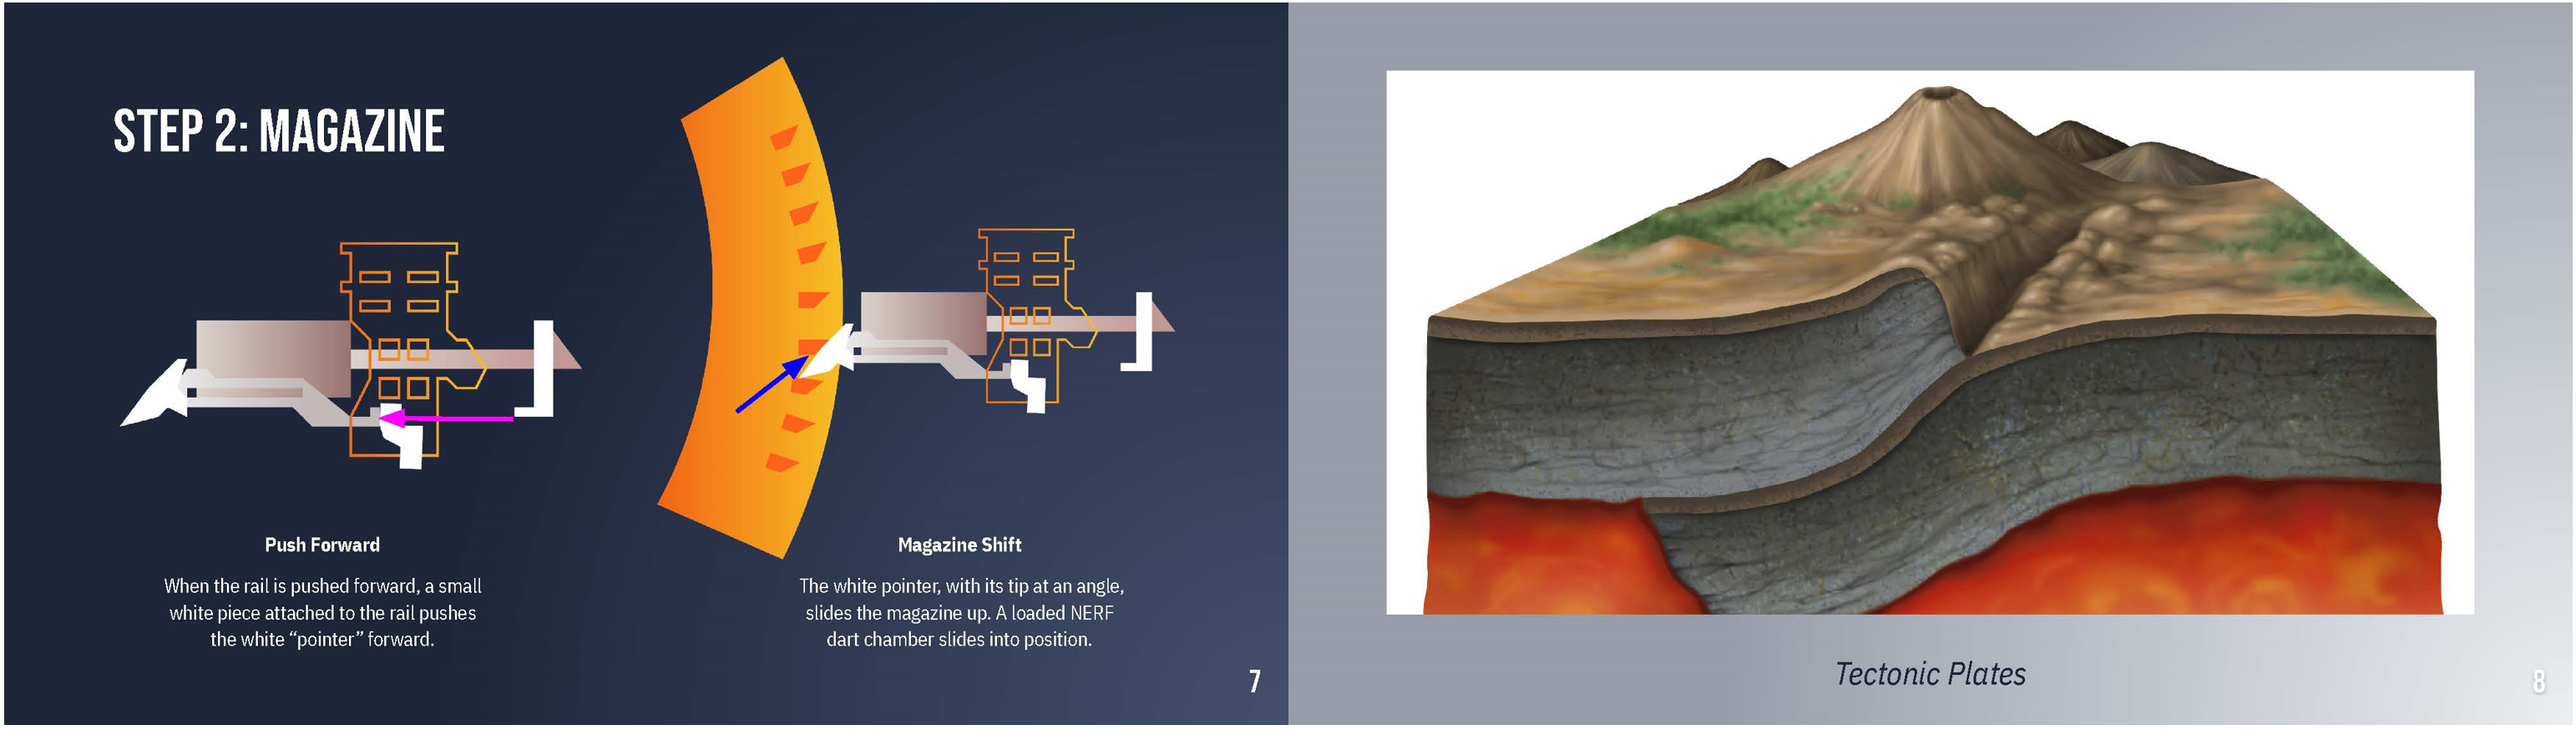 STEP 2: MAGAZINE
Push Forward
When the rail is pushed forward, a small
white piece attached to the rail pushes
the white “pointer” forward.
Magazine Shift
The white pointer, with its tip at an angle,
slides the magazine up. A loaded NERF
dart chamber slides into position.
7
Tectonic Plates
8